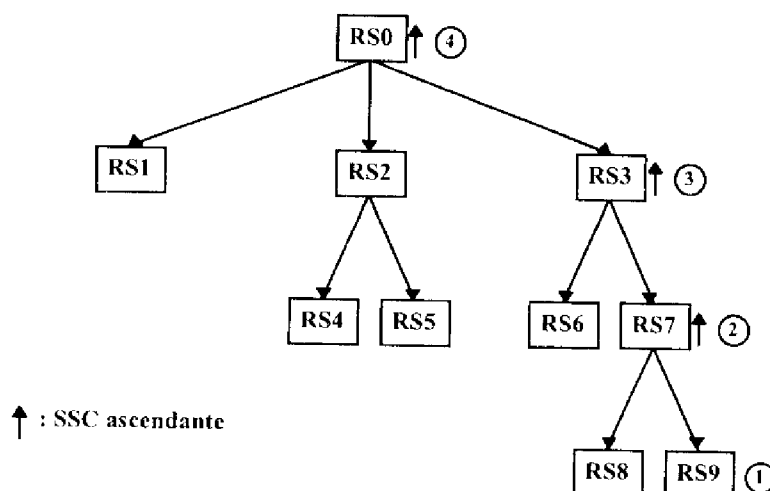 RS0 4
RS1 RS2 RS3 3
RS4 RS5 RS6 RS7 2
: SSC ascendante
RS8 RS9 1